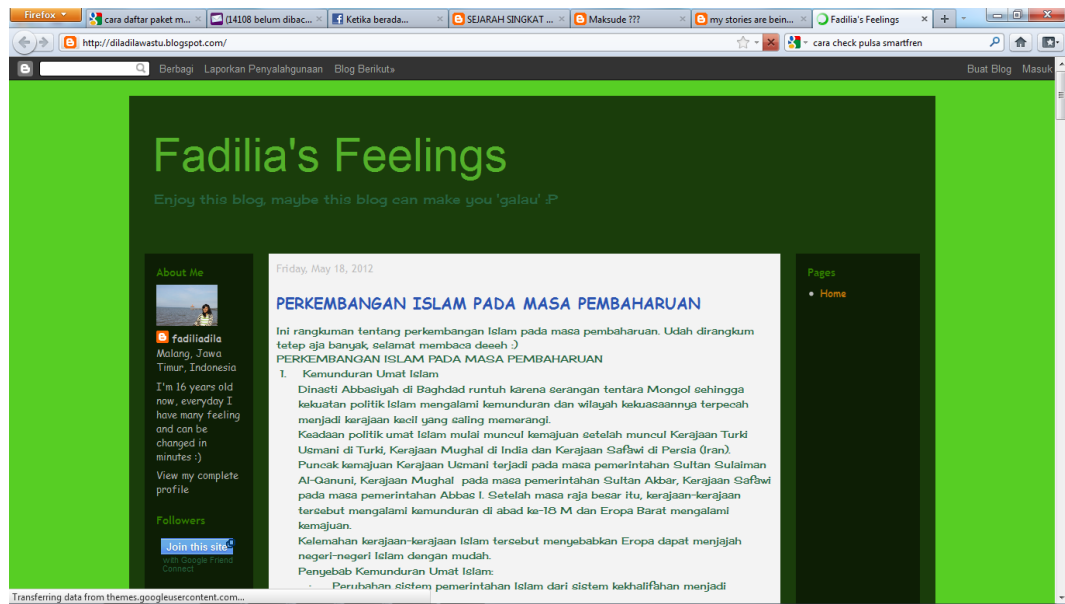 Firefox
cara daftar paket m...
(14108 belum dibac...
Ketika berada...
SEJARAH SINGKAT ...
Maksude ???
my stories are bein...
Fadilia's Feelings
http://diladilawastu.blogspot.com/
cara check pulsa smartfren
Berbagi Laporkan Penyalahgunaan Blog Berikut»
Buat Blog Masuk
Fadilia's Feelings
Enjoy this blog, maybe this blog can make you 'galau' :P
About Me
fadiliadila
Malang, Jawa
Timur, Indonesia
I'm 16 years old
now, everyday I
have many feeling
and can be
changed in
minutes :)
View my complete
profile
Followers
Join this site
with Google Friend
Connect
Friday, May 18, 2012
PERKEMBANGAN ISLAM PADA MASA PEMBAHARUAN
Ini rangkuman tentang perkembangan Islam pada masa pembaharuan. Udah dirangkum
tetep aja banyak, selamat membaca deeeh :)
PERKEMBANGAN ISLAM PADA MASA PEMBAHARUAN
1. Kemunduran Umat Islam
Dinasti Abbasiyah di Baghdad runtuh karena serangan tentara Mongol sehingga
kekuatan politik Islam mengalami kemunduran dan wilayah kekuasaannya terpecah
menjadi kerajaan kecil yang saling memerangi.
Keadaan politik umat Islam mulai muncul kemajuan setelah muncul Kerajaan Turki
Usmani di Turki, Kerajaan Mughal di India dan Kerajaan Safawi di Persia (Iran).
Puncak kemajuan Kerajaan Usmani terjadi pada masa pemerintahan Sultan Sulaiman
Al-Qanuni, Kerajaan Mughal pada masa pemerintahan Sultan Akbar, Kerajaan Safawi
pada masa pemerintahan Abbas I. Setelah masa raja besar itu, kerajaan-kerajaan
tersebut mengalami kemunduran di abad ke-18 M dan Eropa Barat mengalami
kemajuan.
Kelemahan kerajaan-kerajaan Islam tersebut menyebabkan Eropa dapat menjajah
negeri-negeri Islam dengan mudah.
Penyebab Kemunduran Umat Islam:
· Perubahan sistem pemerintahan Islam dari sistem kekhalifahan menjadi
Pages
Home
Transferring data from themes.googleusercontent.com...